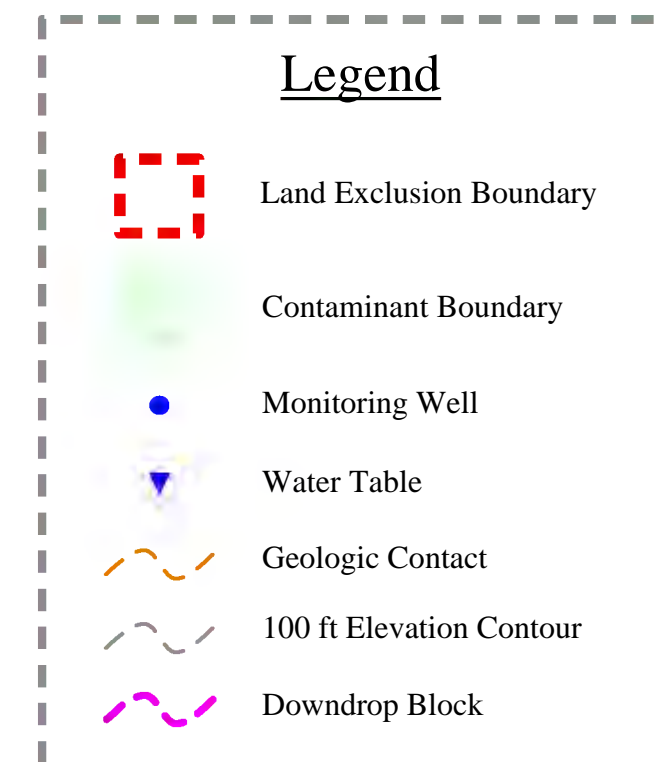 Legend
Land Exclusion Boundary
Contaminant Boundary
Monitoring Well
Water Table
Geologic Contact
100 ft Elevation Contour
Downdrop Block